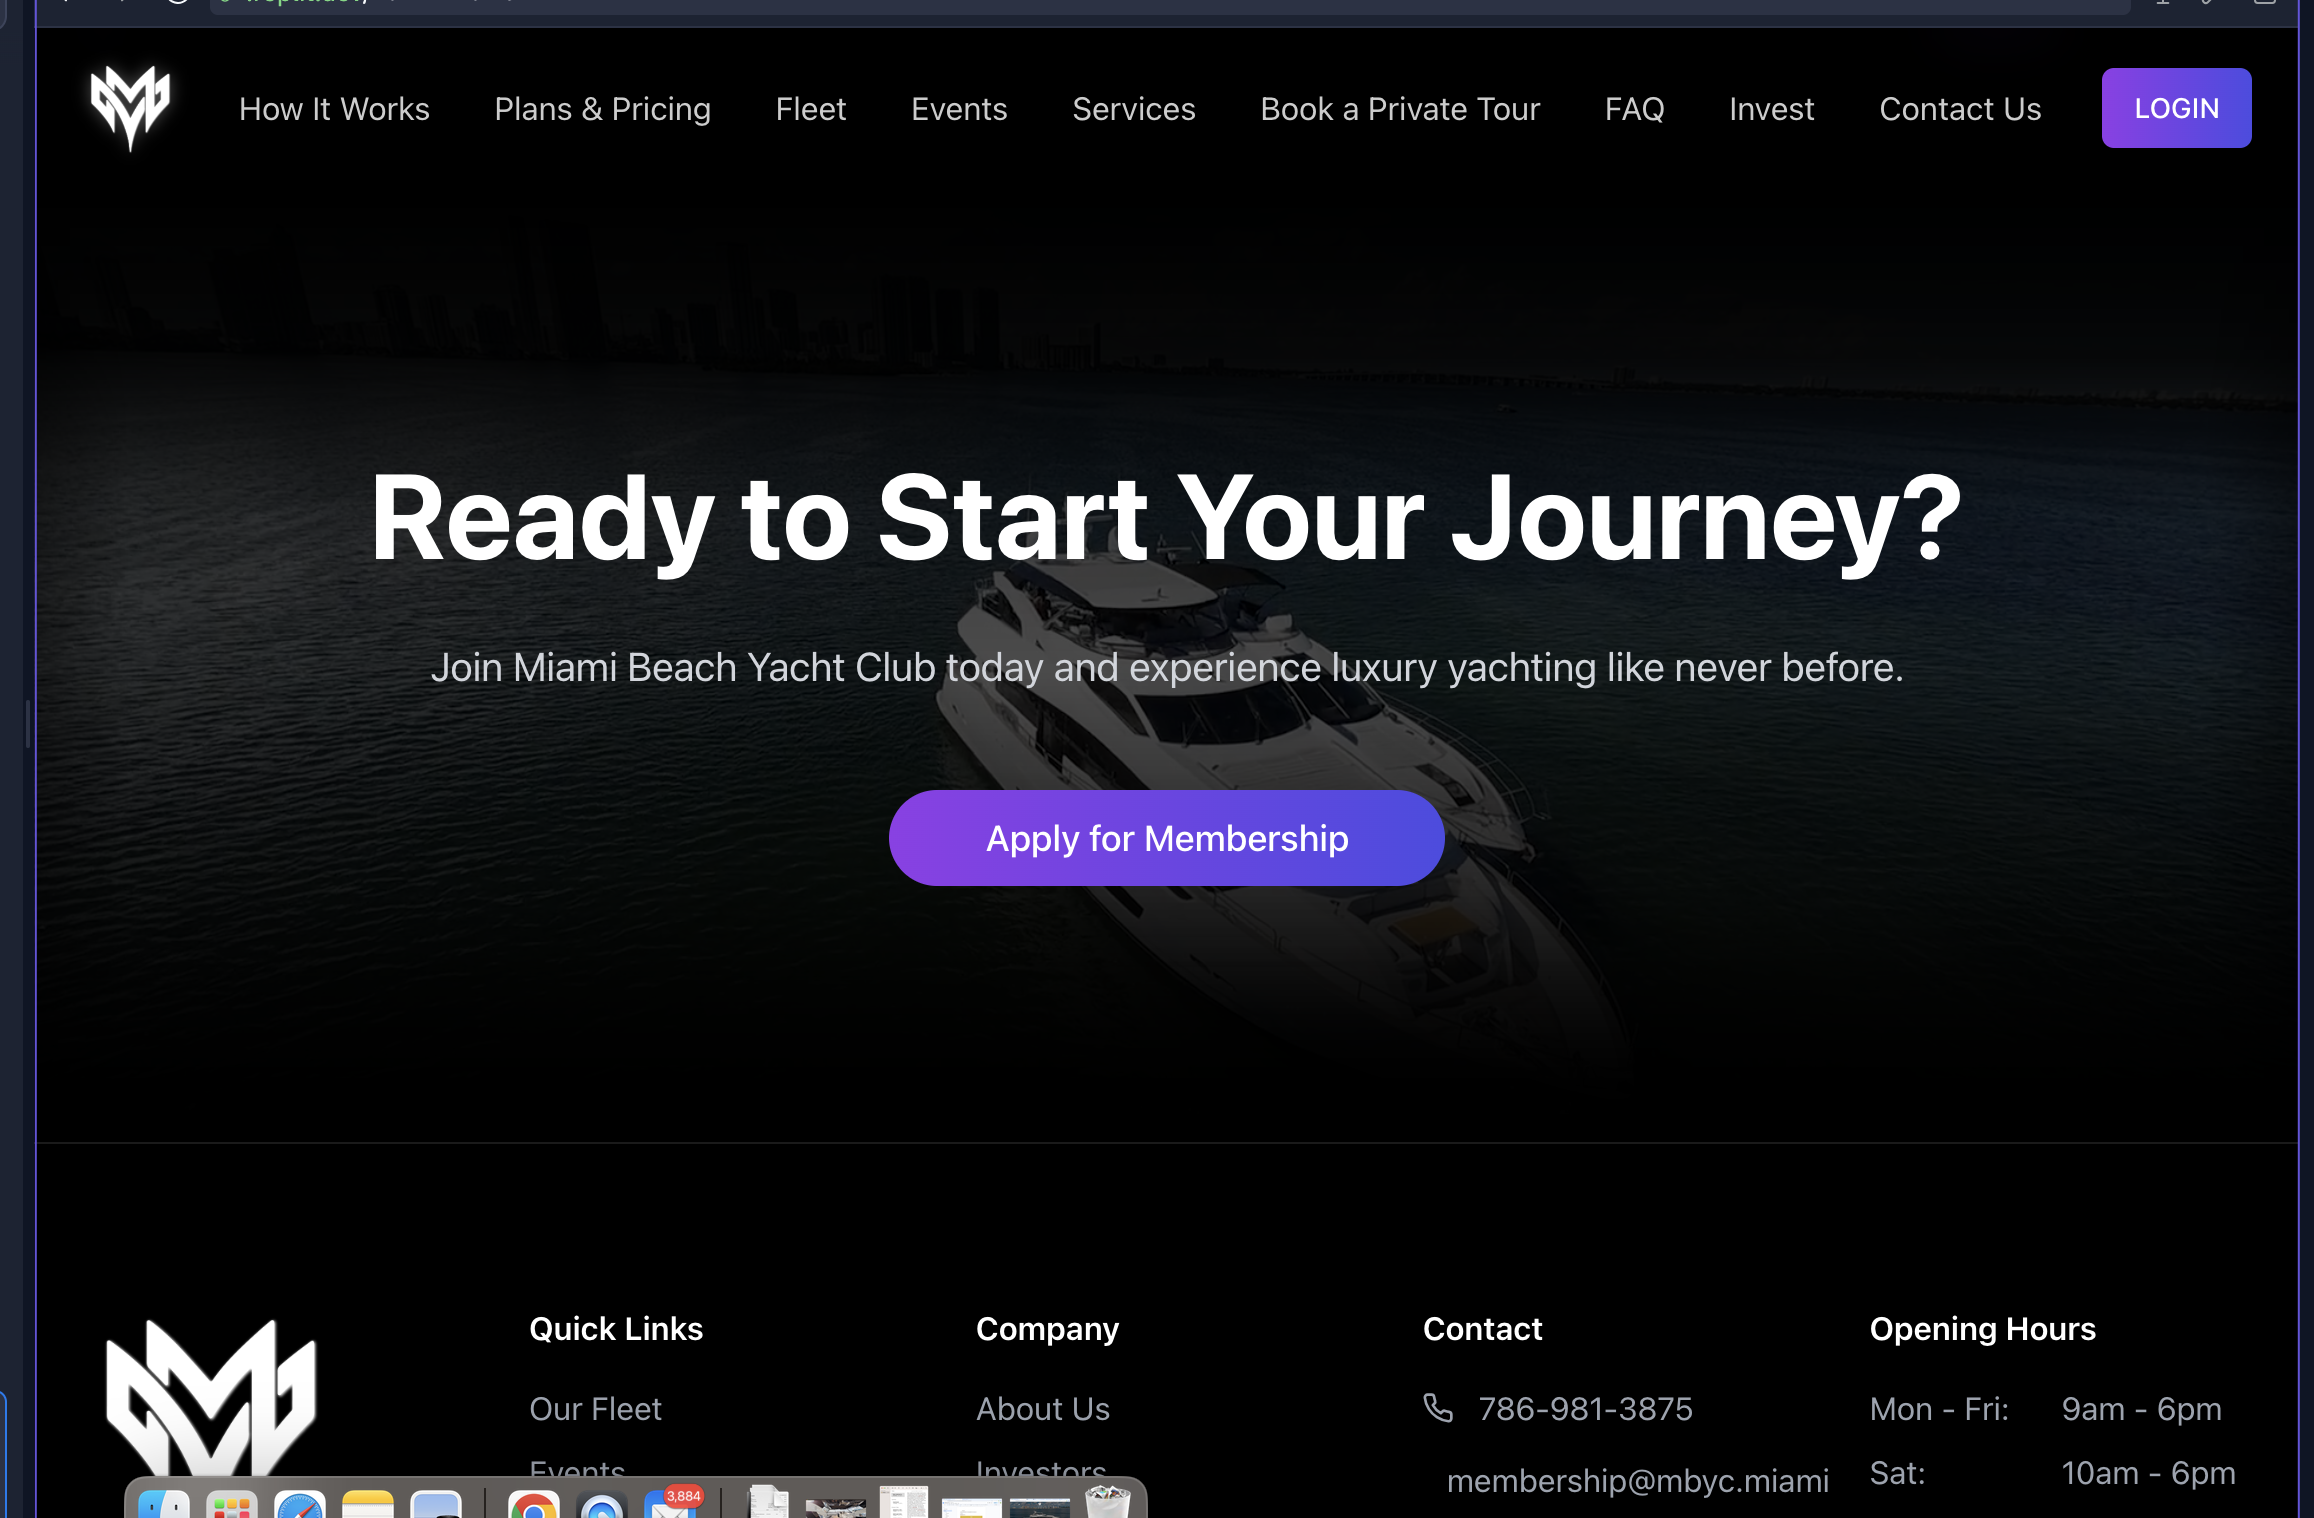 How It Works
Plans & Pricing
Fleet
Events
Services
Book a Private Tour
FAQ
Invest
Contact Us
LOGIN
Ready to Start Your Journey?
Join Miami Beach Yacht Club today and experience luxury yachting like never before.
Apply for Membership
Quick Links
Our Fleet
Events
Company
About Us
Investors
Contact
786-981-3875
membership@mbyc.miami
Opening Hours
Mon - Fri: 9am - 6pm
Sat: 10am - 6pm
3,884